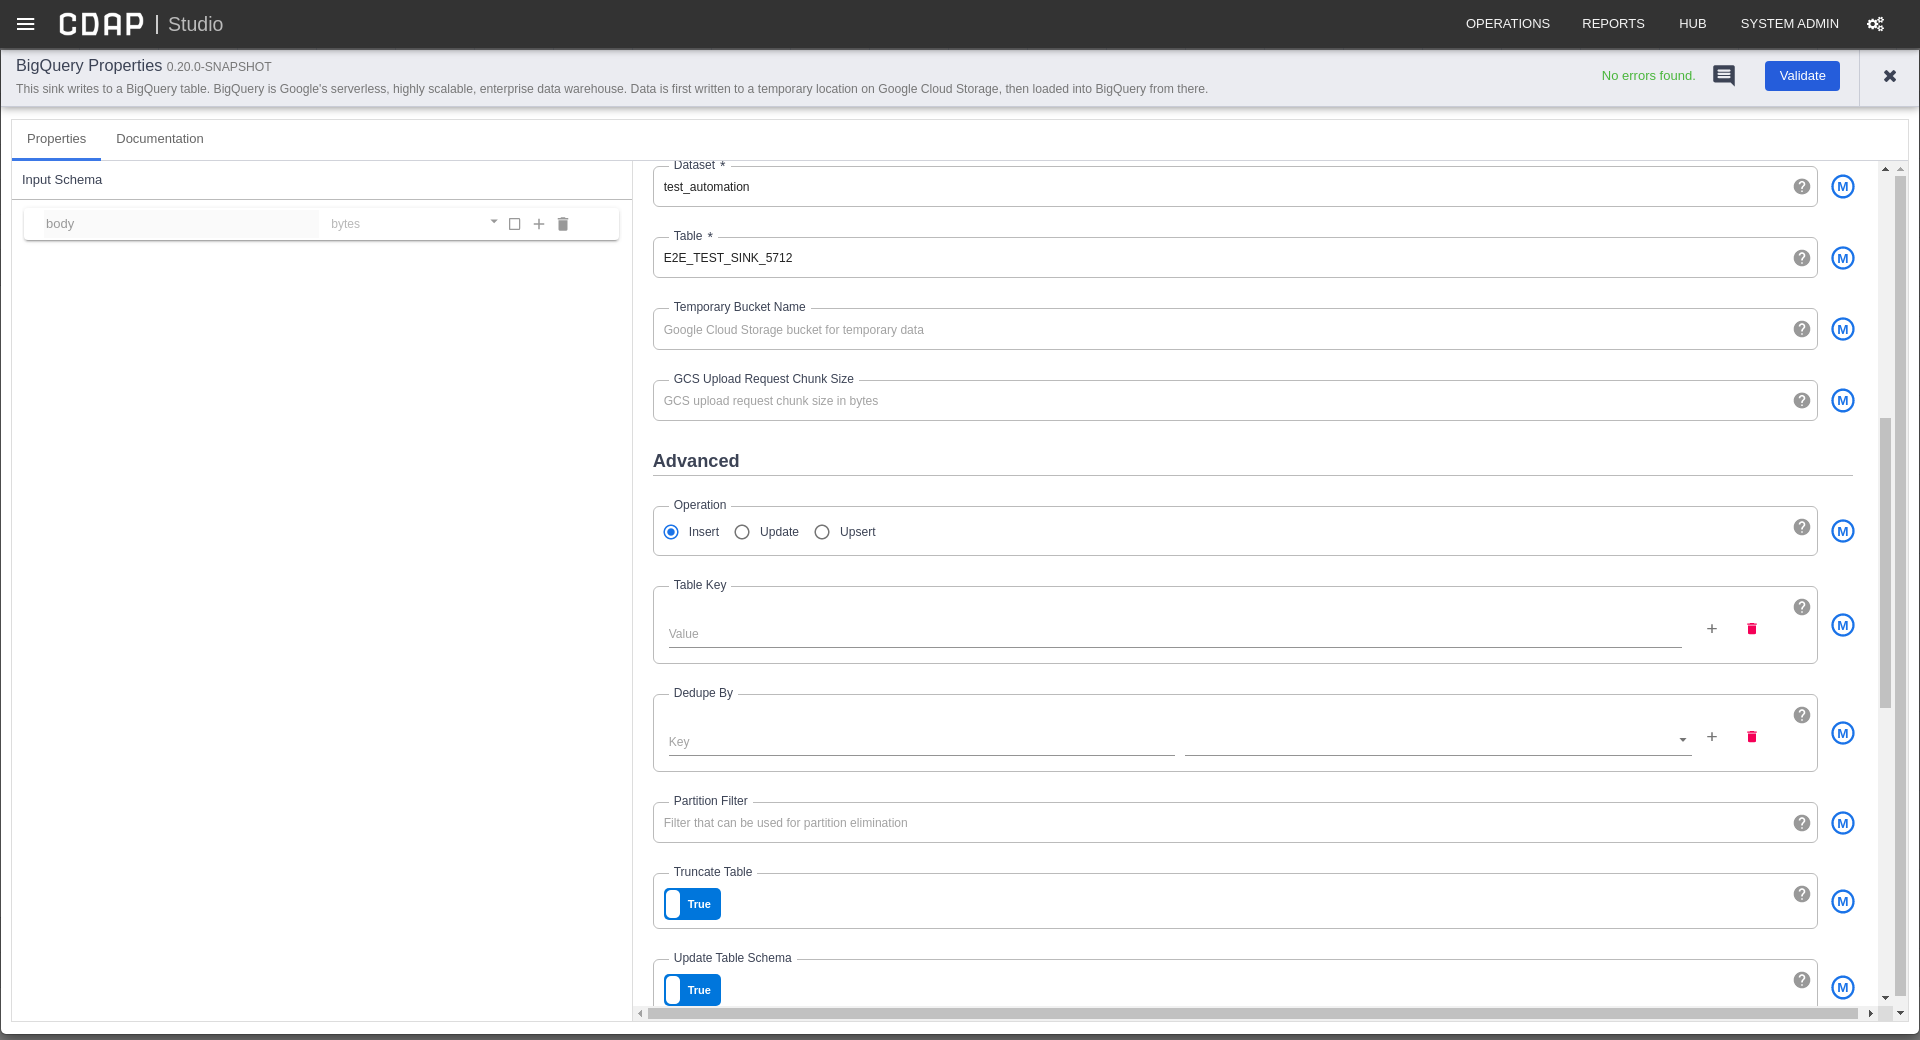 CDAP | Studio
OPERATIONS REPORTS HUB SYSTEM ADMIN
BigQuery Properties 0.20.0-SNAPSHOT
This sink writes to a BigQuery table. BigQuery is Google's serverless, highly scalable, enterprise data warehouse. Data is first written to a temporary location on Google Cloud Storage, then loaded into BigQuery from there.
No errors found.
Validate
Properties Documentation
Input Schema
body bytes
Dataset *
test_automation
M
Table *
E2E_TEST_SINK_5712
M
Temporary Bucket Name
Google Cloud Storage bucket for temporary data
M
GCS Upload Request Chunk Size
GCS upload request chunk size in bytes
M
Advanced
Operation
Insert Update Upsert
M
Table Key
Value
M
Dedupe By
Key
M
Partition Filter
Filter that can be used for partition elimination
M
Truncate Table
True
M
Update Table Schema
True
M